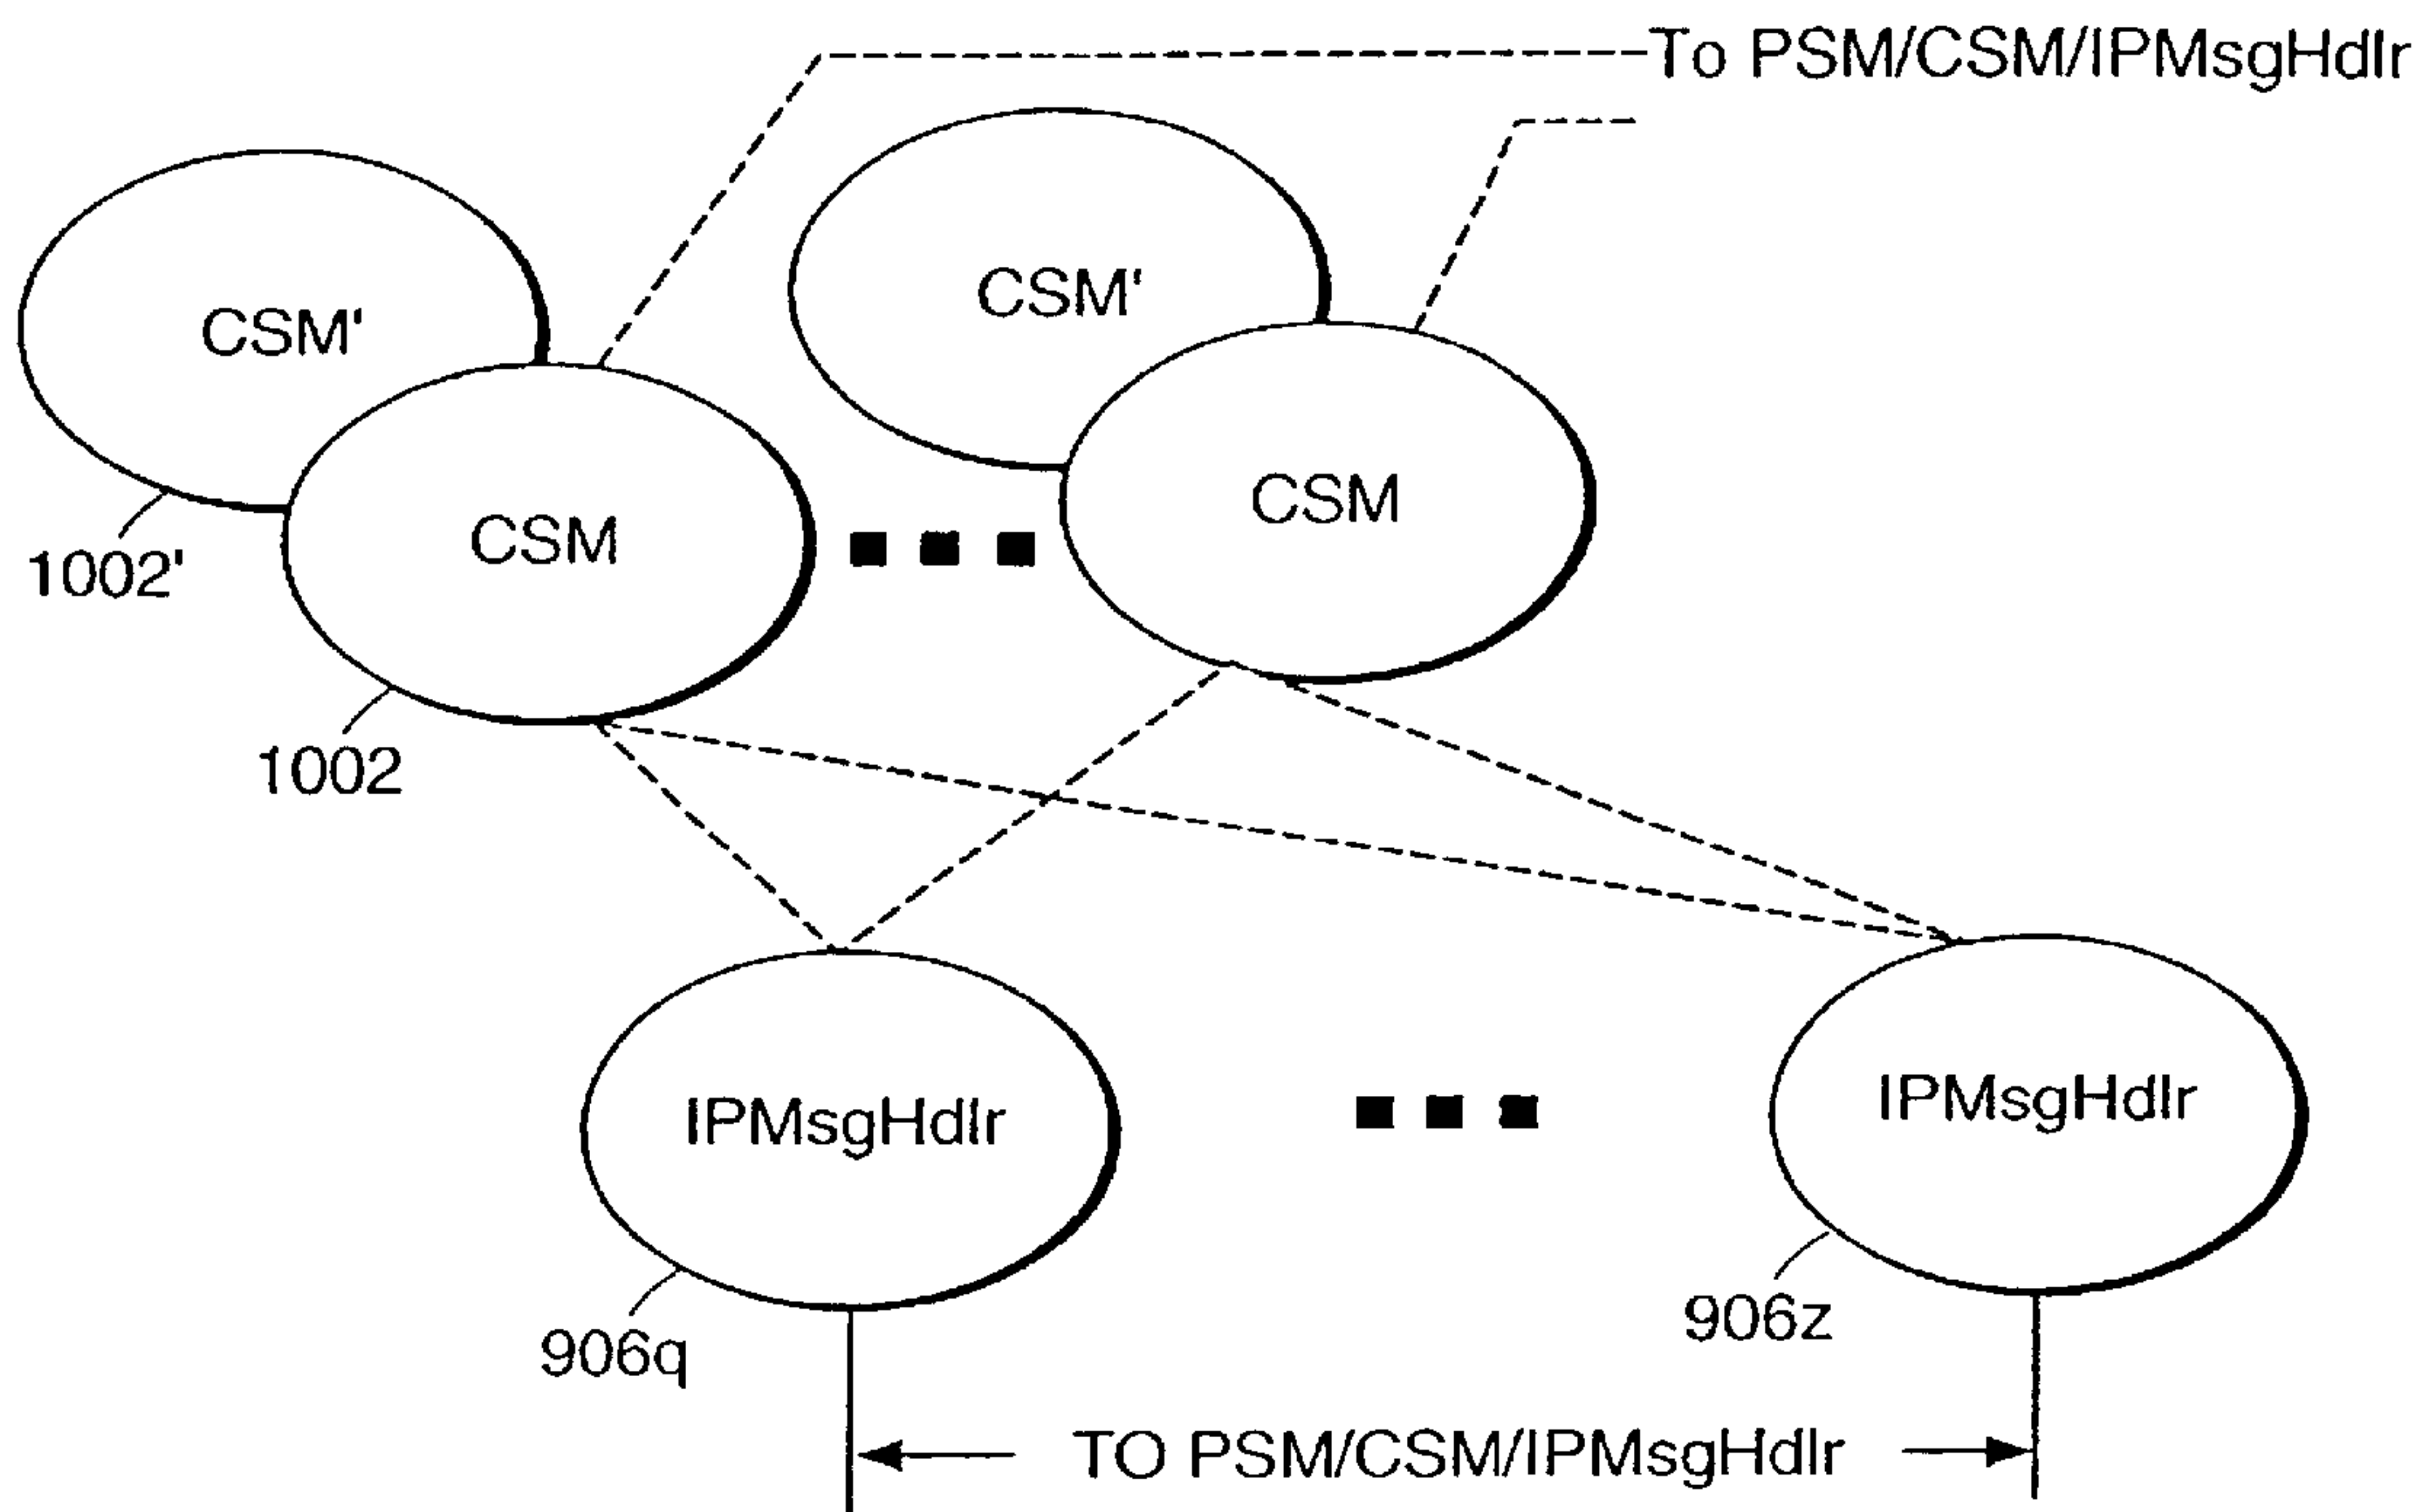 To PSM/CSM/IPMsgHdlr
CSM'
CSM'
CSM
CSM
1002'
1002
IPMsgHdlr
IPMsgHdlr
906q
906z
TO PSM/CSM/IPMsgHdlr